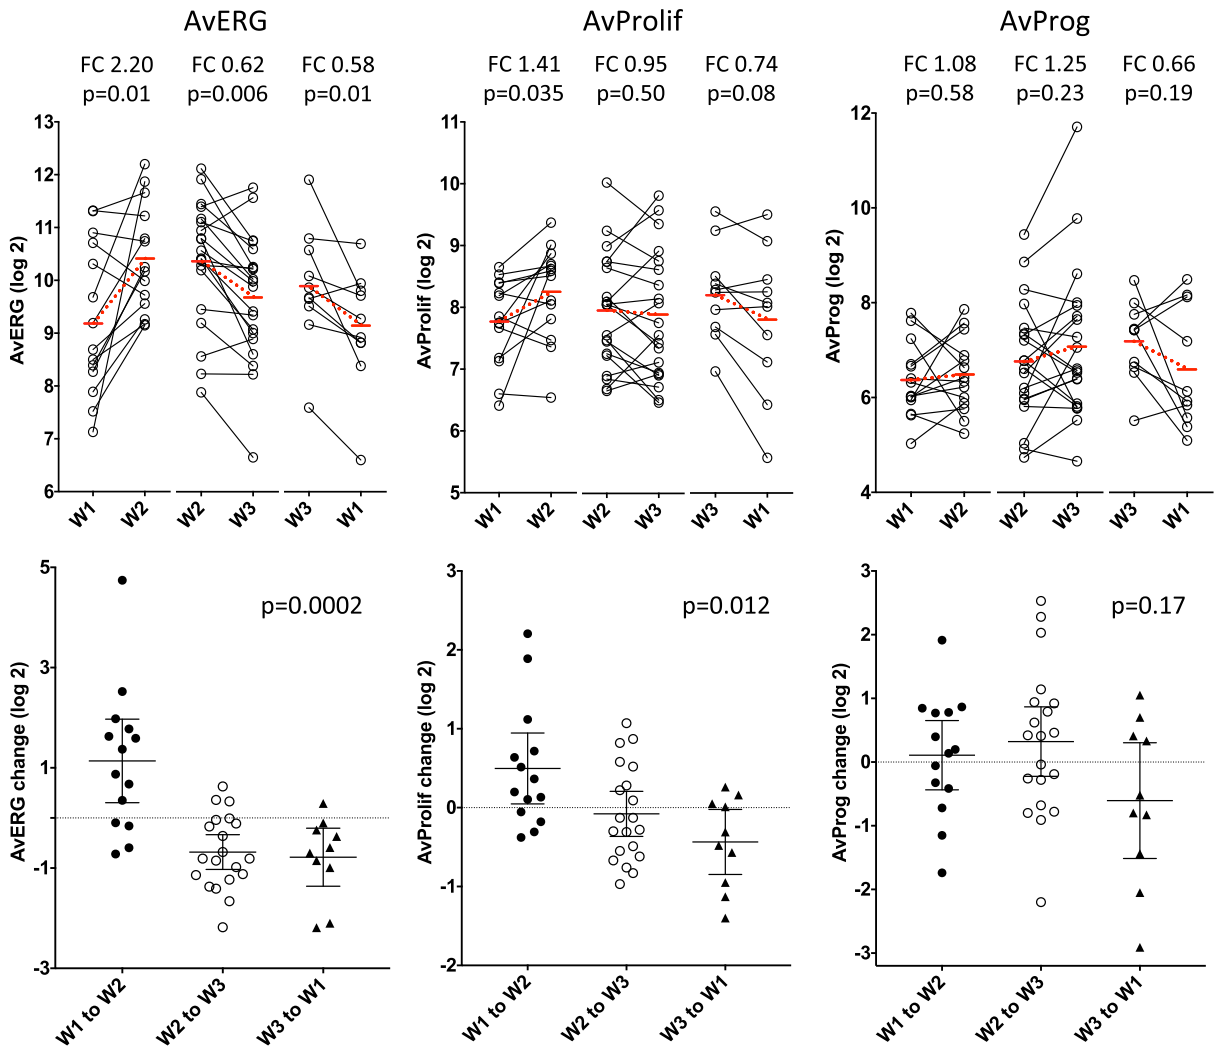 AvERG
AvProlif
AvProg
FC 2.20
FC 0.62
FC 0.58
p=0.01
p=0.006
p=0.01
FC 1.41
FC 0.95
FC 0.74
p=0.035
p=0.50
p=0.08
FC 1.08
FC 1.25
FC 0.66
p=0.58
p=0.23
p=0.19
AvERG (log 2)
13
12
11
10
9
8
7
6
W1
W2
W2
W3
W3
W1
AvProlif (log 2)
11
10
9
8
7
6
5
W1
W2
W2
W3
W3
W1
AvProg (log 2)
12
10
8
6
4
W1
W2
W2
W3
W3
W1
AvERG change (log 2)
5
3
1
-1
-3
p=0.0002
W1 to W2
W2 to W3
W3 to W1
AvProlif change (log 2)
3
2
1
0
-1
-2
p=0.012
W1 to W2
W2 to W3
W3 to W1
AvProg change (log 2)
3
2
1
0
-1
-2
-3
p=0.17
W1 to W2
W2 to W3
W3 to W1